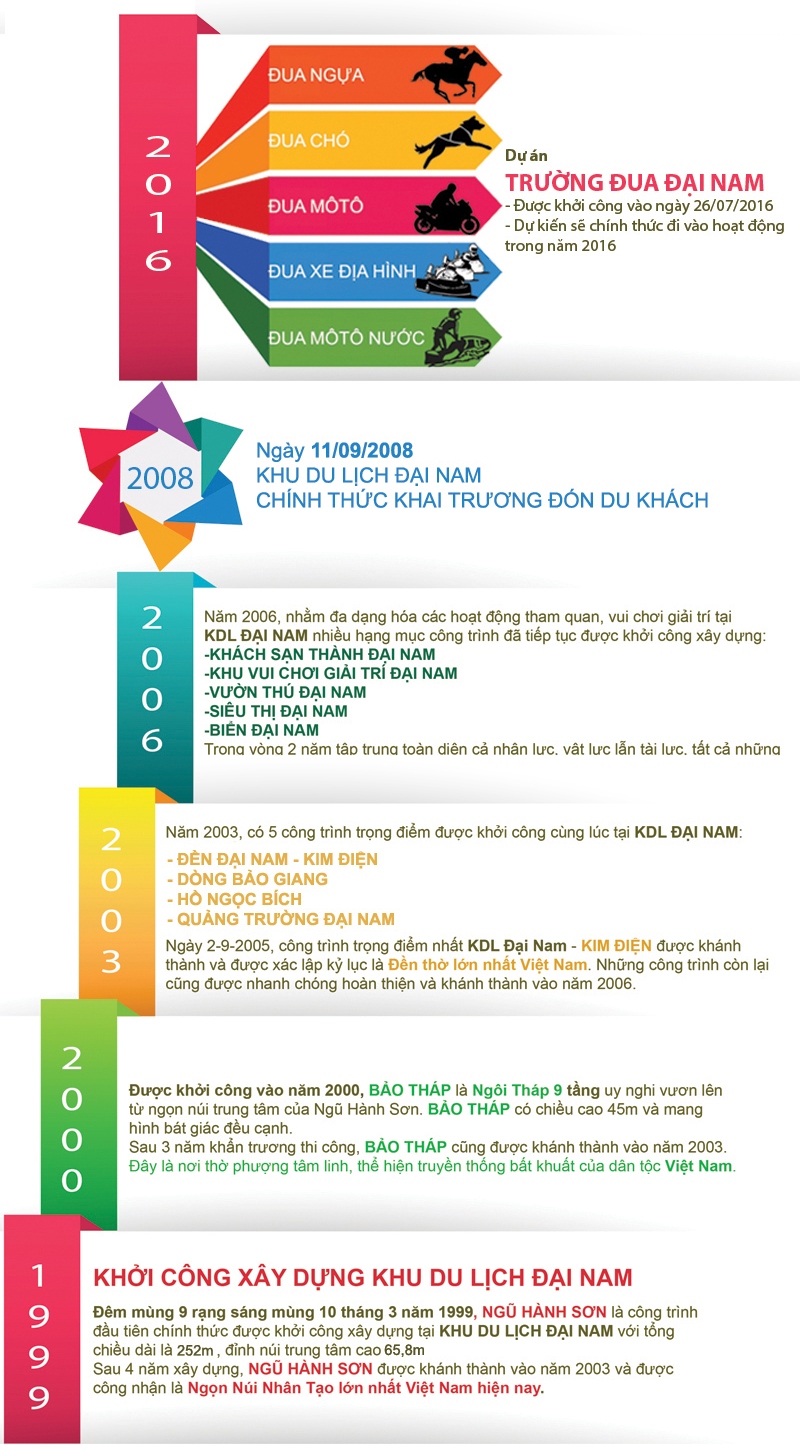 2016
ĐUA NGỰA
ĐUA CHÓ
ĐUA MÔTÔ
ĐUA XE ĐỊA HÌNH
ĐUA MÔTÔ NƯỚC
Dự án
TRƯỜNG ĐUA ĐẠI NAM
- Được khởi công vào ngày 26/07/2016
- Dự kiến sẽ chính thức đi vào hoạt động
trong năm 2016
2008
Ngày 11/09/2008
KHU DU LỊCH ĐẠI NAM
CHÍNH THỨC KHAI TRƯƠNG ĐÓN DU KHÁCH
2006
Năm 2006, nhằm đa dạng hóa các hoạt động tham quan, vui chơi giải trí tại
KDL ĐẠI NAM nhiều hạng mục công trình đã tiếp tục được khởi công xây dựng:
-KHÁCH SẠN THÀNH ĐẠI NAM
-KHU VUI CHƠI GIẢI TRÍ ĐẠI NAM
-VƯỜN THÚ ĐẠI NAM
-SIÊU THỊ ĐẠI NAM
-BIỂN ĐẠI NAM
Trong vòng 2 năm tập trung toàn diện cả nhân lực, vật lực lẫn tài lực, tất cả những
2003
Năm 2003, có 5 công trình trọng điểm được khởi công cùng lúc tại KDL ĐẠI NAM:
- ĐỀN ĐẠI NAM - KIM ĐIỆN
- DÒNG BẢO GIANG
- HỒ NGỌC BÍCH
- QUẢNG TRƯỜNG ĐẠI NAM
Ngày 2-9-2005, công trình trọng điểm nhất KDL Đại Nam - KIM ĐIỆN được khánh
thành và được xác lập kỷ lục là Đền thờ lớn nhất Việt Nam. Những công trình còn lại
cũng được nhanh chóng hoàn thiện và khánh thành vào năm 2006.
2000
Được khởi công vào năm 2000, BẢO THÁP là Ngôi Tháp 9 tầng uy nghi vươn lên
từ ngọn núi trung tâm của Ngũ Hành Sơn. BẢO THÁP có chiều cao 45m và mang
hình bát giác đều cạnh.
Sau 3 năm khẩn trương thi công, BẢO THÁP cũng được khánh thành vào năm 2003.
Đây là nơi thờ phượng tâm linh, thể hiện truyền thống bất khuất của dân tộc Việt Nam.
1999
KHỞI CÔNG XÂY DỰNG KHU DU LỊCH ĐẠI NAM
Đêm mùng 9 rạng sáng mùng 10 tháng 3 năm 1999, NGŨ HÀNH SƠN là công trình
đầu tiên chính thức được khởi công xây dựng tại KHU DU LỊCH ĐẠI NAM với tổng
chiều dài là 252m , đỉnh núi trung tâm cao 65,8m
Sau 4 năm xây dựng, NGŨ HÀNH SƠN được khánh thành vào năm 2003 và được
công nhận là Ngọn Núi Nhân Tạo lớn nhất Việt Nam hiện nay.